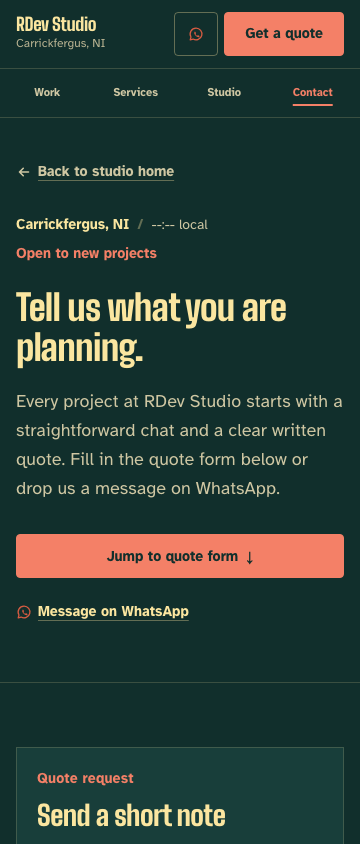 RDev Studio
Carrickfergus, NI
Get a quote
Work
Services
Studio
Contact
← Back to studio home
Carrickfergus, NI / --:-- local
Open to new projects
Tell us what you are
planning.
Every project at RDev Studio starts with a
straightforward chat and a clear written
quote. Fill in the quote form below or
drop us a message on WhatsApp.
Jump to quote form ↓
Message on WhatsApp
Quote request
Send a short note